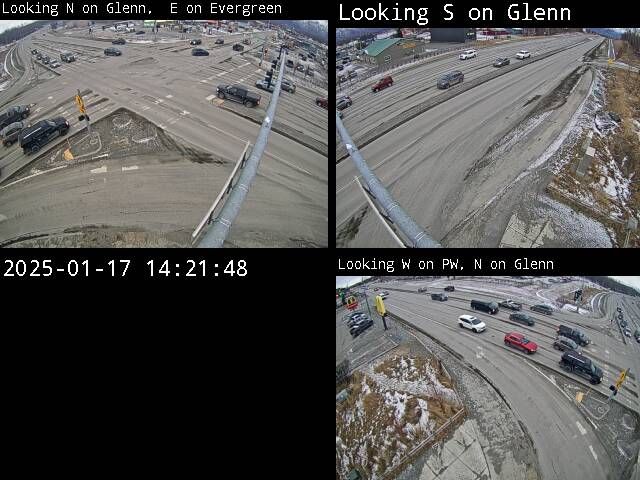 Looking N on Glenn,  E on Evergreen
Looking S on Glenn
2025-01-17 14:21:48
Looking W on PW, N on Glenn